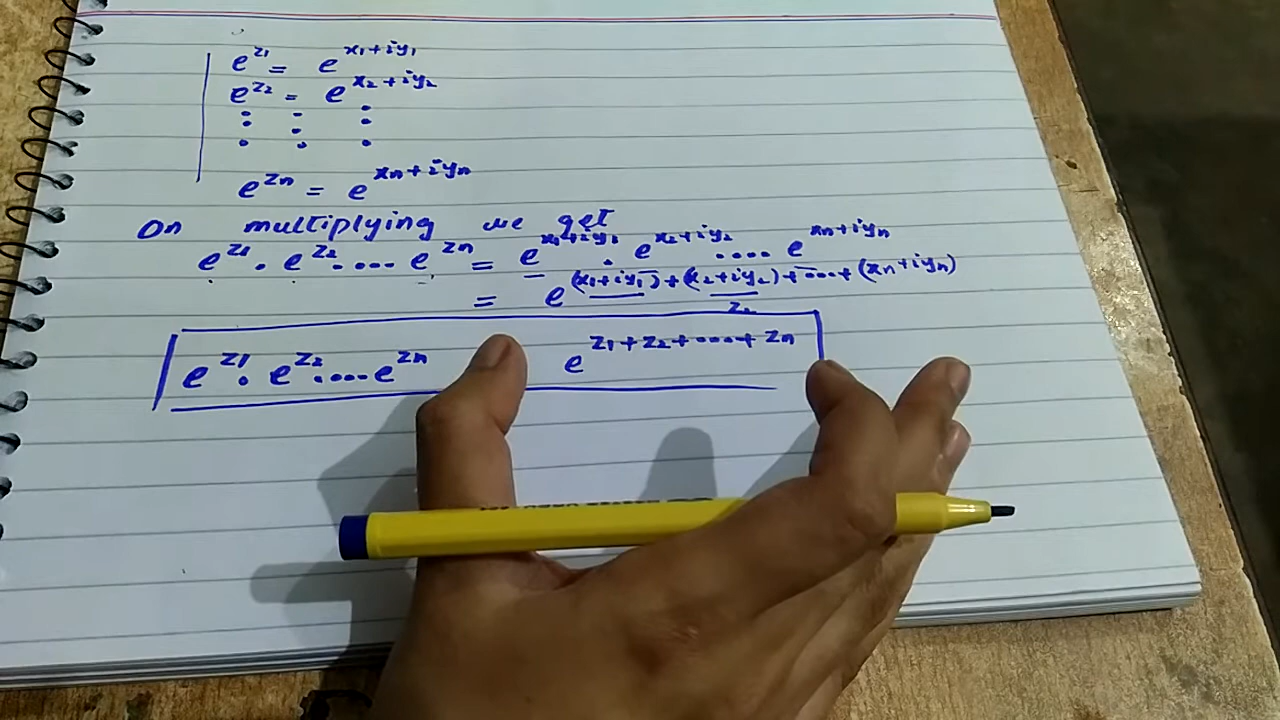 e^z1 = e^x1+iy1
e^z2 = e^x2+iy2
: : :
. . .
e^zn = e^xn+iyn
On multiplying we get
e^z1 . e^z2 .... e^zn = e^x1+iy1 . e^x2+iy2 .... e^xn+iyn
= e^(x1+iy1)+(x2+iy2)+....+(xn+iyn)
z2
e^z1 . e^z2 .... e^zn e^z1+z2+....+zn